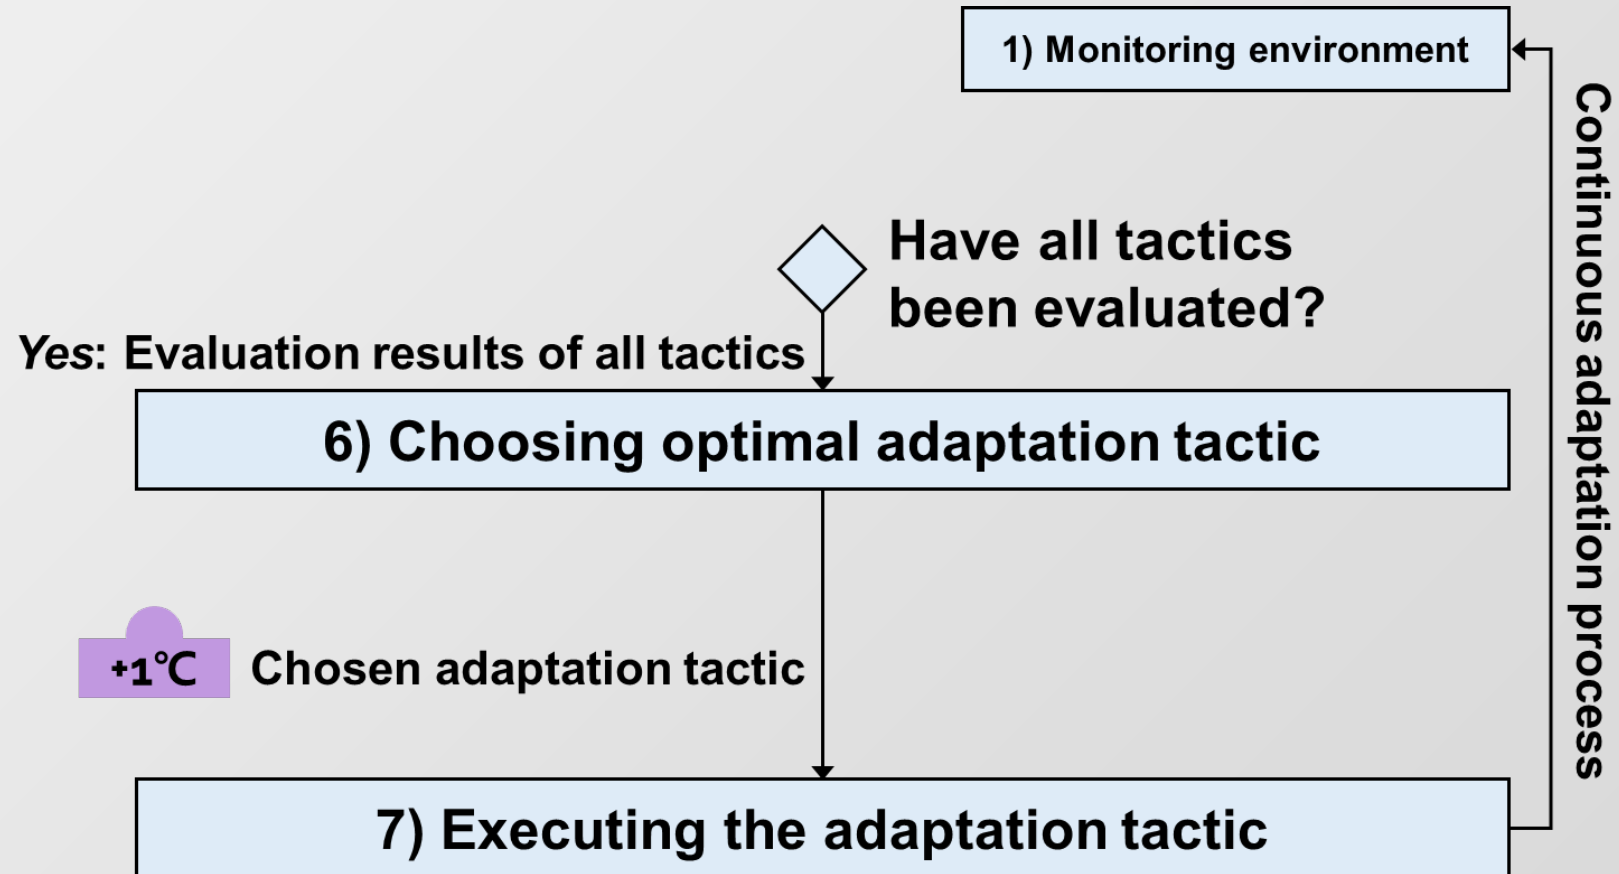 1) Monitoring environment
Have all tactics
been evaluated?
Yes: Evaluation results of all tactics
6) Choosing optimal adaptation tactic
+1℃ Chosen adaptation tactic
7) Executing the adaptation tactic
Continuous adaptation process